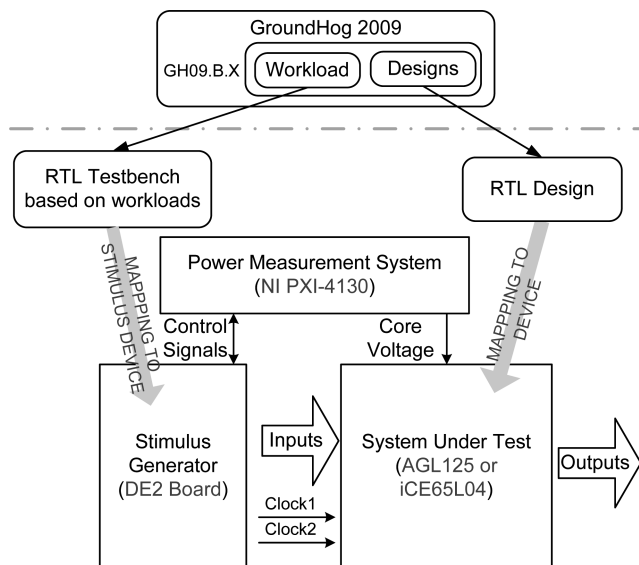 GroundHog 2009
GH09.B.X
Workload
Designs
RTL Testbench
based on workloads
RTL Design
MAPPPING TO
STIMULUS DEVICE
MAPPPING TO
DEVICE
Power Measurement System
(NI PXI-4130)
Control
Signals
Core
Voltage
Stimulus
Generator
(DE2 Board)
Inputs
Clock1
Clock2
System Under Test
(AGL125 or
iCE65L04)
Outputs